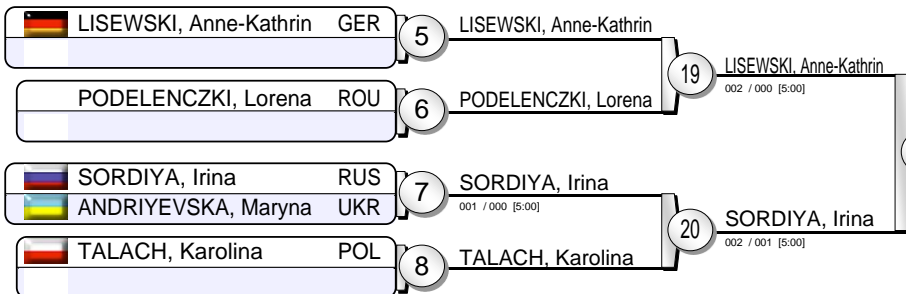 LISEWSKI, Anne-Kathrin GER
5
LISEWSKI, Anne-Kathrin
19
LISEWSKI, Anne-Kathrin
002 / 000 [5:00]
PODELENCZKI, Lorena ROU
6
PODELENCZKI, Lorena
SORDIYA, Irina RUS
ANDRIYEVSKA, Maryna UKR
7
SORDIYA, Irina
001 / 000 [5:00]
20
SORDIYA, Irina
002 / 001 [5:00]
TALACH, Karolina POL
8
TALACH, Karolina